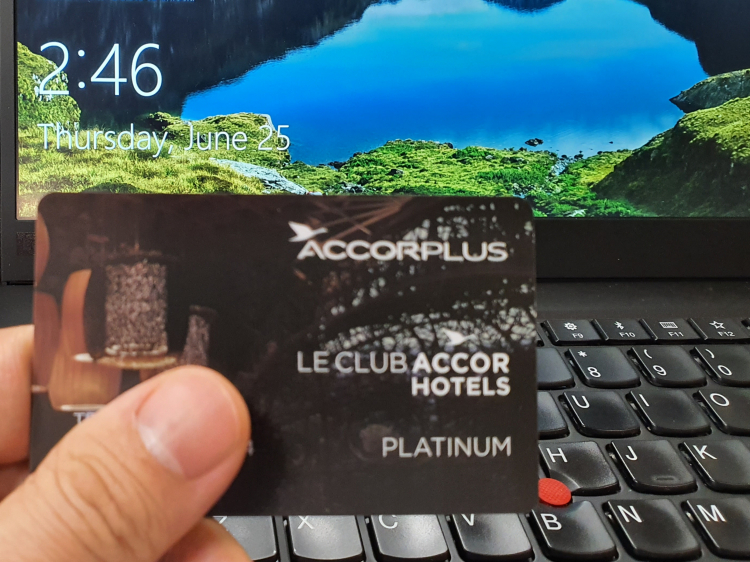 2:46
Thursday, June 25
ACCORPLUS
LE CLUB ACCOR
HOTELS
PLATINUM
F9 F10 F11 F12
* 8 ( 9 ) 0
U I O
H J K
X C V B N M